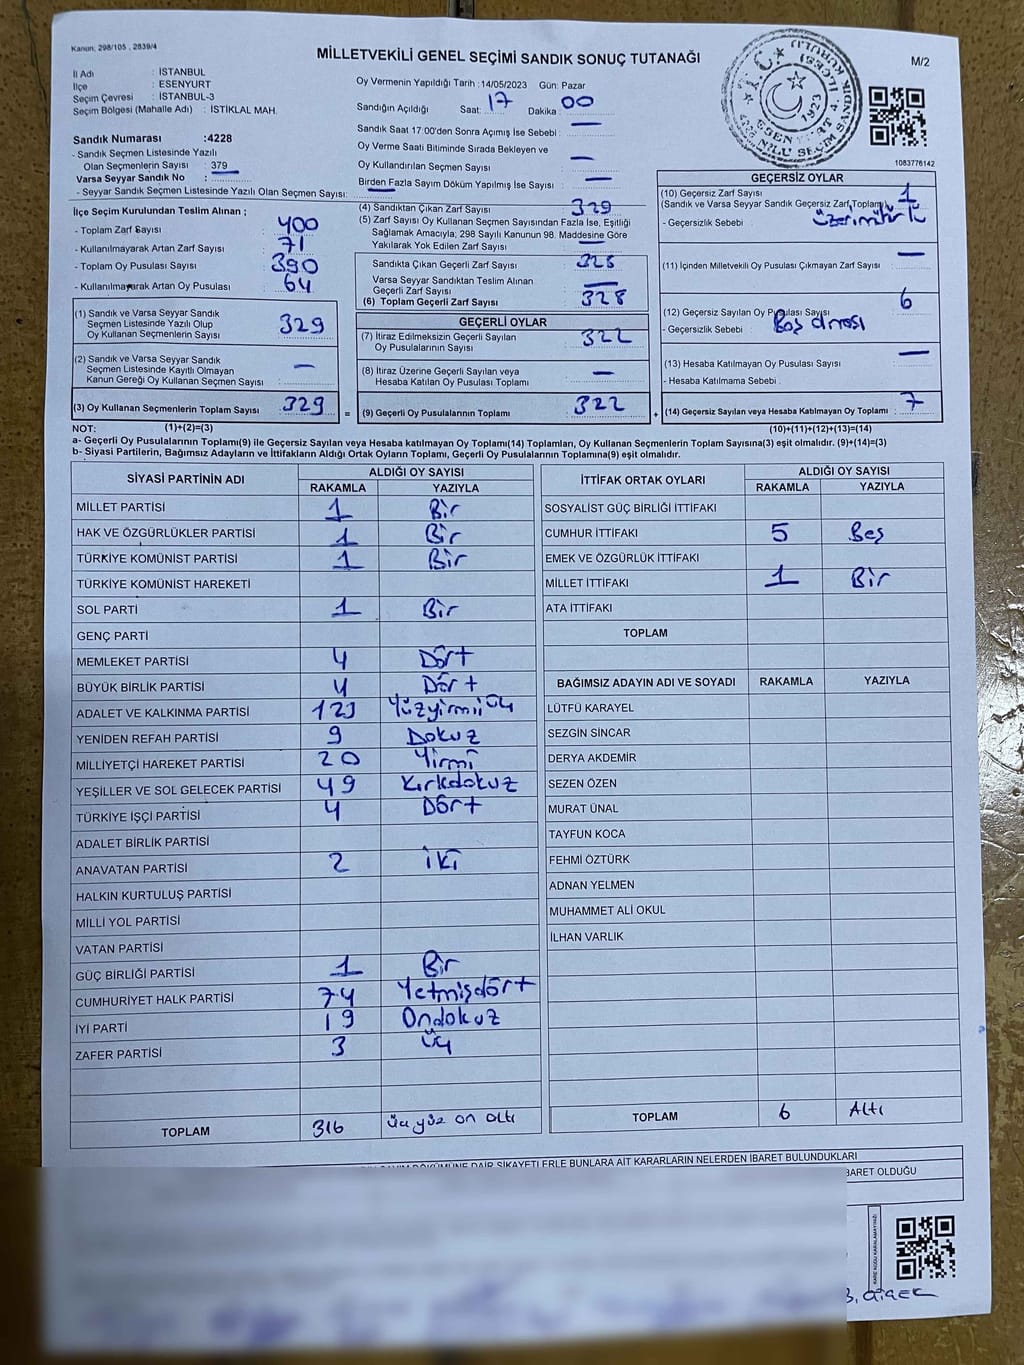 Kanun, 298/105 , 2839/4
MİLLETVEKİLİ GENEL SEÇİMİ SANDIK SONUÇ TUTANAĞI
M/2
İl Adı : İSTANBUL
İlçe : ESENYURT
Seçim Çevresi : İSTANBUL-3
Seçim Bölgesi (Mahalle Adı) : İSTİKLAL MAH.
Sandık Numarası :4228
- Sandık Seçmen Listesinde Yazılı
Olan Seçmenlerin Sayısı : 379
Varsa Seyyar Sandık No :
- Seyyar Sandık Seçmen Listesinde Yazılı Olan Seçmen Sayısı:
Oy Vermenin Yapıldığı Tarih :14/05/2023 Gün: Pazar
Sandığın Açıldığı Saat: 17 Dakika : 00
Sandık Saat 17:00'den Sonra Açımış İse Sebebi : —
Oy Verme Saati Bitiminde Sırada Bekleyen ve
Oy Kullandırılan Seçmen Sayısı : —
Birden Fazla Sayım Döküm Yapılmış İse Sayısı : —
T.C.
1923
1083776142
İlçe Seçim Kurulundan Teslim Alınan ;
- Toplam Zarf Sayısı : 400
- Kullanılmayarak Artan Zarf Sayısı : 71
- Toplam Oy Pusulası Sayısı : 390
- Kullanılmayarak Artan Oy Pusulası : 64
(1) Sandık ve Varsa Seyyar Sandık
Seçmen Listesinde Yazılı Olup
Oy Kullanan Seçmenlerin Sayısı : 329
(2) Sandık ve Varsa Seyyar Sandık
Seçmen Listesinde Kayıtlı Olmayan
Kanun Gereği Oy Kullanan Seçmen Sayısı : —
(3) Oy Kullanan Seçmenlerin Toplam Sayısı : 329 =
(4) Sandıktan Çıkan Zarf Sayısı : 329
(5) Zarf Sayısı Oy Kullanan Seçmen Sayısından Fazla İse, Eşitliği
Sağlamak Amacıyla; 298 Sayılı Kanunun 98. Maddesine Göre
Yakılarak Yok Edilen Zarf Sayısı : —
Sandıkta Çıkan Geçerli Zarf Sayısı : 328
Varsa Seyyar Sandıktan Teslim Alınan
Geçerli Zarf Sayısı : —
(6) Toplam Geçerli Zarf Sayısı : 328
GEÇERLİ OYLAR
(7) İtiraz Edilmeksizin Geçerli Sayılan
Oy Pusulalarının Sayısı : 322
(8) İtiraz Üzerine Geçerli Sayılan veya
Hesaba Katılan Oy Pusulası Toplamı : —
(9) Geçerli Oy Pusulalarının Toplamı : 322 +
GEÇERSİZ OYLAR
(10) Geçersiz Zarf Sayısı : 1
(Sandık ve Varsa Seyyar Sandık Geçersiz Zarf Toplamı)
- Geçersizlik Sebebi :
(11) İçinden Milletvekili Oy Pusulası Çıkmayan Zarf Sayısı : —
(12) Geçersiz Sayılan Oy Pusulası Sayısı : 6
- Geçersizlik Sebebi : Boş olması
(13) Hesaba Katılmayan Oy Pusulası Sayısı : —
- Hesaba Katılmama Sebebi :
(14) Geçersiz Sayılan veya Hesaba Katılmayan Oy Toplamı : 7
NOT: (1)+(2)=(3) (10)+(11)+(12)+(13)=(14)
a- Geçerli Oy Pusulalarının Toplamı(9) ile Geçersiz Sayılan veya Hesaba katılmayan Oy Toplamı(14) Toplamları, Oy Kullanan Seçmenlerin Toplam Sayısına(3) eşit olmalıdır. (9)+(14)=(3)
b- Siyasi Partilerin, Bağımsız Adayların ve İttifakların Aldığı Ortak Oyların Toplamı, Geçerli Oy Pusulalarının Toplamına(9) eşit olmalıdır.
SİYASİ PARTİNİN ADI ALDIĞI OY SAYISI
RAKAMLA YAZIYLA
MİLLET PARTİSİ 1 Bir
HAK VE ÖZGÜRLÜKLER PARTİSİ 1 Bir
TÜRKİYE KOMÜNİST PARTİSİ 1 Bir
TÜRKİYE KOMÜNİST HAREKETİ
SOL PARTİ 1 Bir
GENÇ PARTİ
MEMLEKET PARTİSİ 4 Dört
BÜYÜK BİRLİK PARTİSİ 4 Dört
ADALET VE KALKINMA PARTİSİ 123 Yüzyirmiüç
YENİDEN REFAH PARTİSİ 9 Dokuz
MİLLİYETÇİ HAREKET PARTİSİ 20 Yirmi
YEŞİLLER VE SOL GELECEK PARTİSİ 49 Kırkdokuz
TÜRKİYE İŞÇİ PARTİSİ 4 Dört
ADALET BİRLİK PARTİSİ
ANAVATAN PARTİSİ 2 İki
HALKIN KURTULUŞ PARTİSİ
MİLLİ YOL PARTİSİ
VATAN PARTİSİ
GÜÇ BİRLİĞİ PARTİSİ 1 Bir
CUMHURİYET HALK PARTİSİ 74 Yetmişdört
İYİ PARTİ 19 Ondokuz
ZAFER PARTİSİ 3 Üç
TOPLAM 316 üçyüz on altı
İTTİFAK ORTAK OYLARI ALDIĞI OY SAYISI
RAKAMLA YAZIYLA
SOSYALİST GÜÇ BİRLİĞİ İTTİFAKI
CUMHUR İTTİFAKI 5 Beş
EMEK VE ÖZGÜRLÜK İTTİFAKI
MİLLET İTTİFAKI 1 Bir
ATA İTTİFAKI
TOPLAM
BAĞIMSIZ ADAYIN ADI VE SOYADI RAKAMLA YAZIYLA
LÜTFÜ KARAYEL
SEZGİN SİNCAR
DERYA AKDEMİR
SEZEN ÖZEN
MURAT ÜNAL
TAYFUN KOCA
FEHMİ ÖZTÜRK
ADNAN YELMEN
MUHAMMET ALİ OKUL
İLHAN VARLIK
TOPLAM 6 Altı
DÖKÜMÜNE DAİR ŞİKAYETLERLE BUNLARA AİT KARARLARIN NELERDEN İBARET BULUNDUKLARI
BARET OLDUĞU